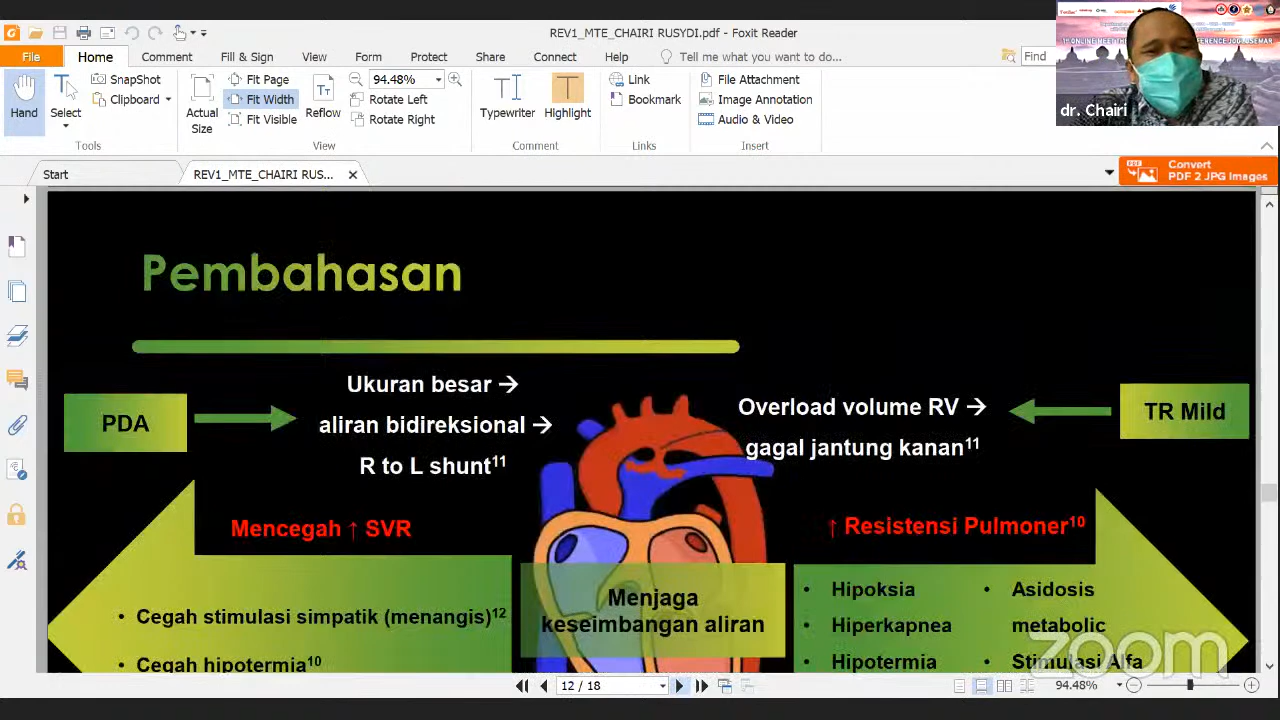 REV1_MTE_CHAIRI RUSYDI.pdf - Foxit Reader
File Home Comment Fill & Sign View Form Protect Share Connect Help Tell me what you want to do... Find
Hand
Select
SnapShot
Clipboard
Tools
Actual
Size
Fit Page
Fit Width
Fit Visible
Reflow
94.48%
Rotate Left
Rotate Right
View
Typewriter
Highlight
Comment
Link
Bookmark
Links
File Attachment
Image Annotation
Audio & Video
Insert
dr. Chairi
Start
REV1_MTE_CHAIRI RUS...
Convert
PDF 2 JPG Images
Pembahasan
PDA
Ukuran besar →
aliran bidireksional →
R to L shunt¹¹
Overload volume RV →
gagal jantung kanan¹¹
TR Mild
Mencegah ↑ SVR
• Cegah stimulasi simpatik (menangis)¹²
• Cegah hipotermia¹⁰
Menjaga
keseimbangan aliran
↑ Resistensi Pulmoner¹⁰
• Hipoksia
• Hiperkapnea
• Hipotermia
• Asidosis
metabolic
• Stimulasi Alfa
zoom
12 / 18
94.48%